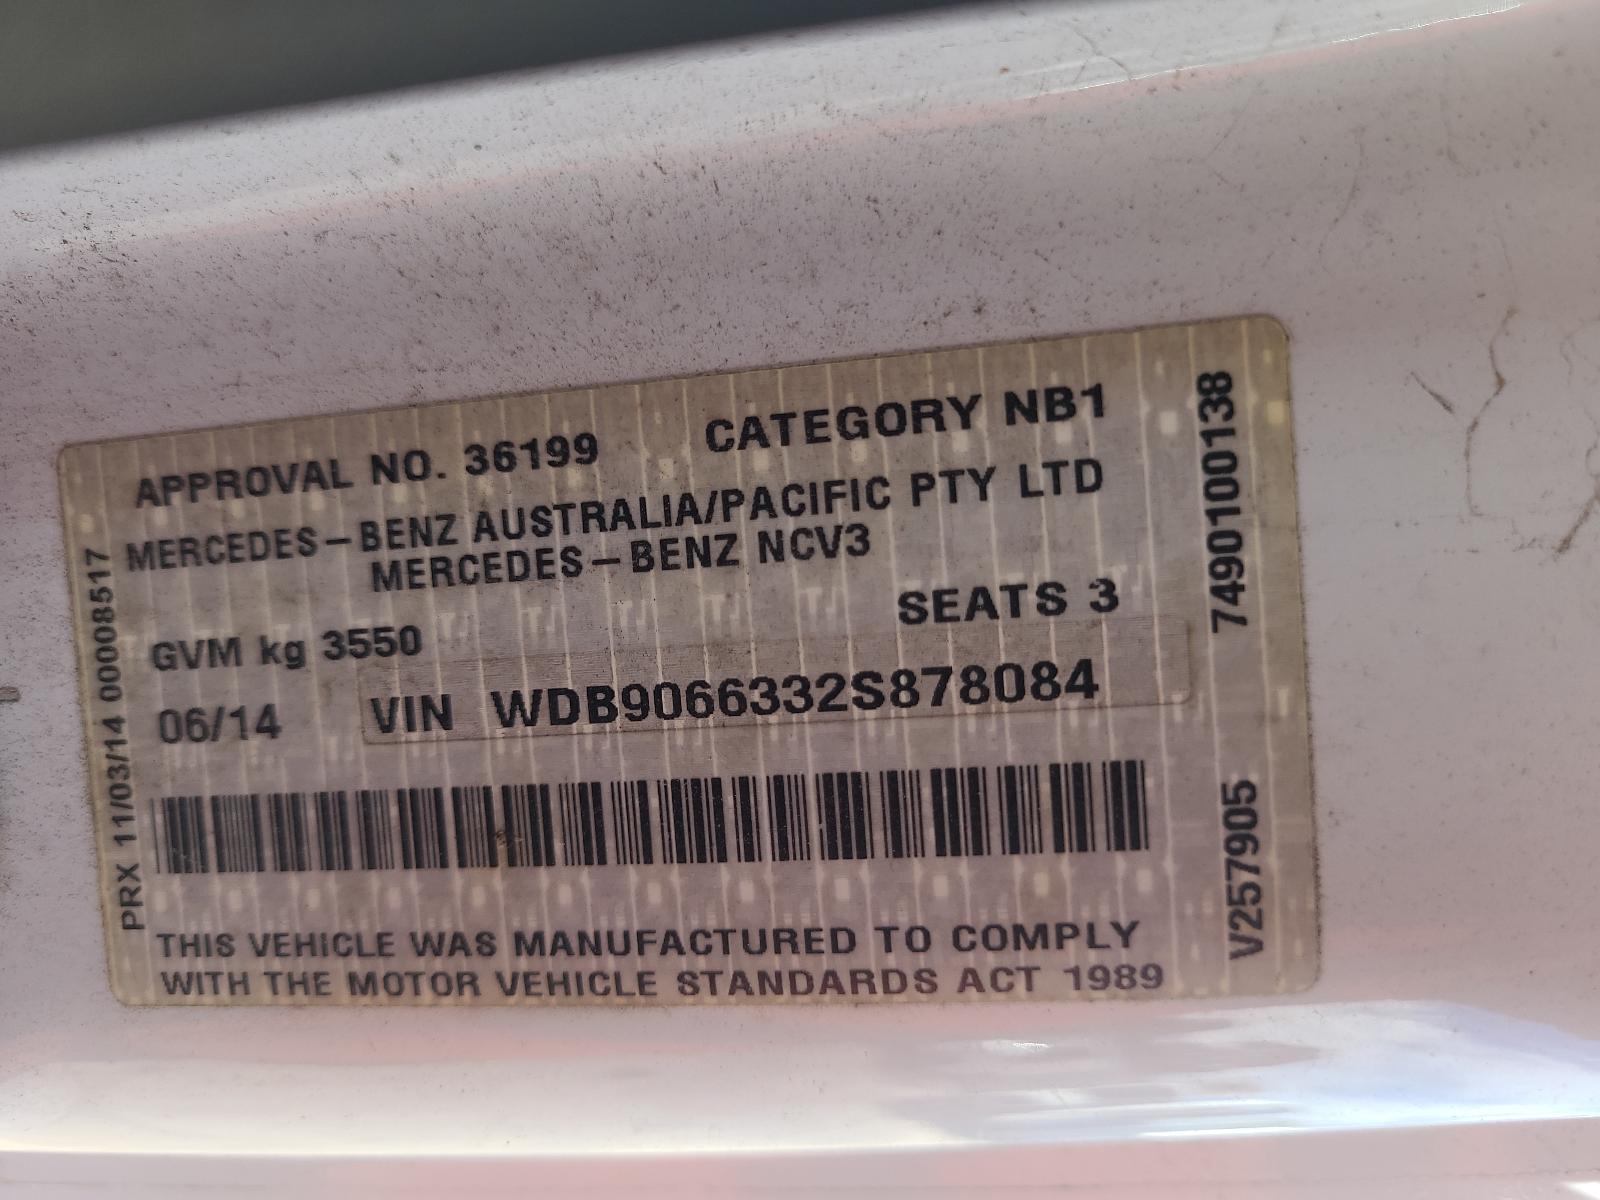 APPROVAL NO. 36199 CATEGORY NB1
MERCEDES-BENZ AUSTRALIA/PACIFIC PTY LTD
MERCEDES-BENZ NCV3
SEATS 3
GVM kg 3550
06/14 VIN WDB9066332S878084
THIS VEHICLE WAS MANUFACTURED TO COMPLY
WITH THE MOTOR VEHICLE STANDARDS ACT 1989
PRX 11/03/14 00008517
7490100138
V257905